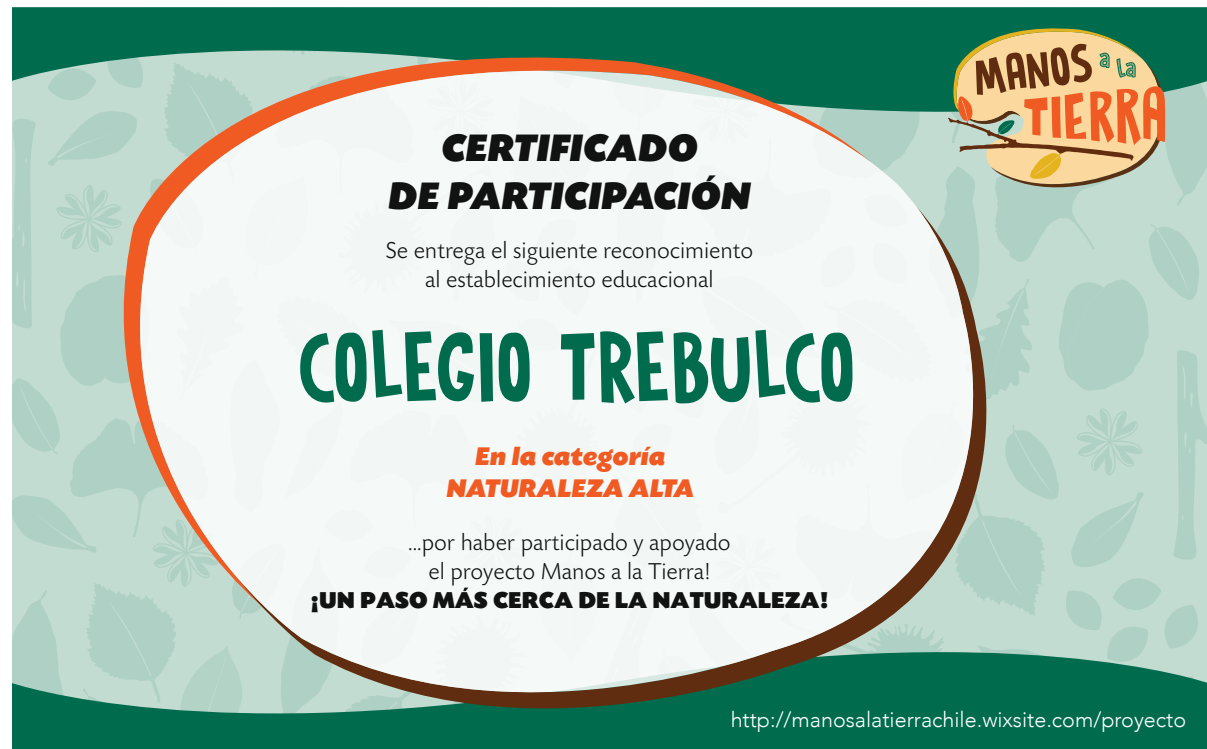 MANOS a la
TIERRA
CERTIFICADO
DE PARTICIPACIÓN
Se entrega el siguiente reconocimiento
al establecimiento educacional
COLEGIO TREBULCO
En la categoría
NATURALEZA ALTA
...por haber participado y apoyado
el proyecto Manos a la Tierra!
¡UN PASO MÁS CERCA DE LA NATURALEZA!
http://manosalatierrachile.wixsite.com/proyecto